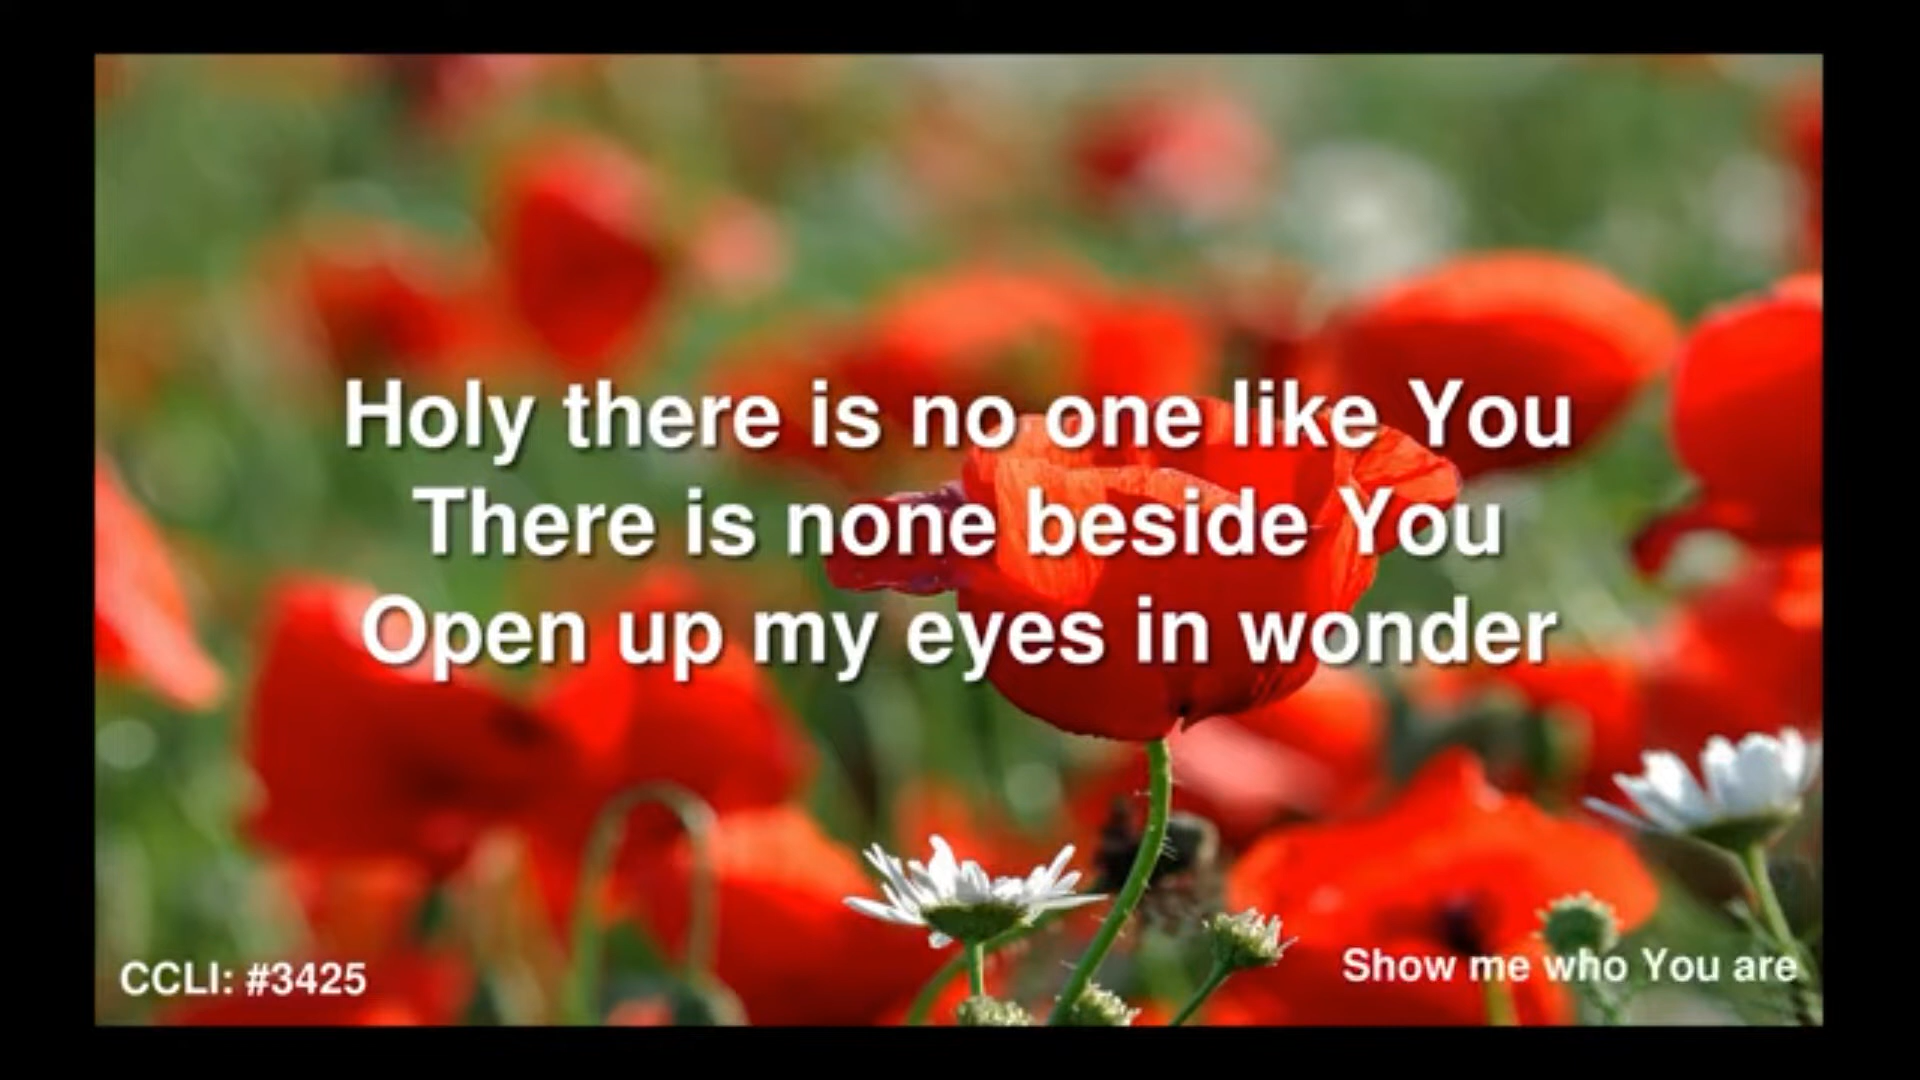 Holy there is no one like You
There is none beside You
Open up my eyes in wonder
CCLI: #3425
Show me who You are